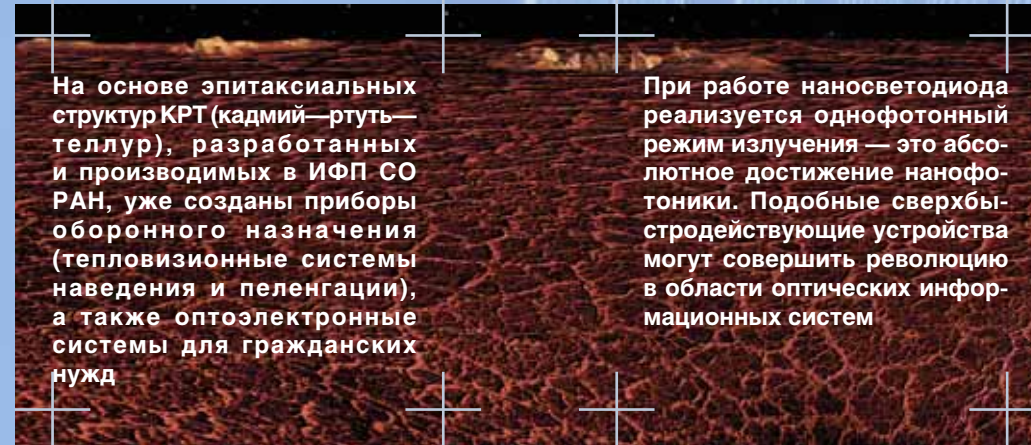 На основе эпитаксиальных
структур КРТ (кадмий—ртуть—
теллур), разработанных
и производимых в ИФП СО
РАН, уже созданы приборы
оборонного назначения
(тепловизионные системы
наведения и пеленгации),
а также оптоэлектронные
системы для гражданских
нужд
При работе наносветодиода
реализуется однофотонный
режим излучения — это абсо-
лютное достижение нанофо-
тоники. Подобные сверхбы-
стродействующие устройства
могут совершить революцию
в области оптических инфор-
мационных систем